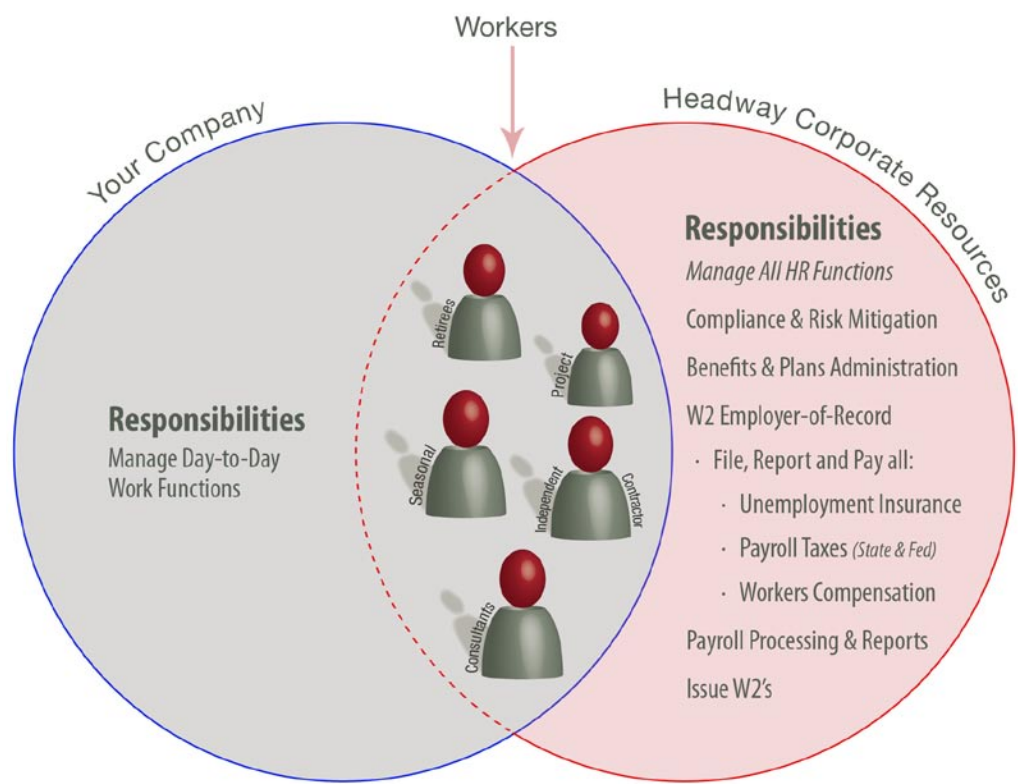 Workers
Your Company
Headway Corporate Resources
Responsibilities
Manage Day-to-Day
Work Functions
Retirees
Project
Seasonal
Independent
Contractor
Consultants
Responsibilities
Manage All HR Functions
Compliance & Risk Mitigation
Benefits & Plans Administration
W2 Employer-of-Record
· File, Report and Pay all:
· Unemployment Insurance
· Payroll Taxes (State & Fed)
· Workers Compensation
Payroll Processing & Reports
Issue W2's